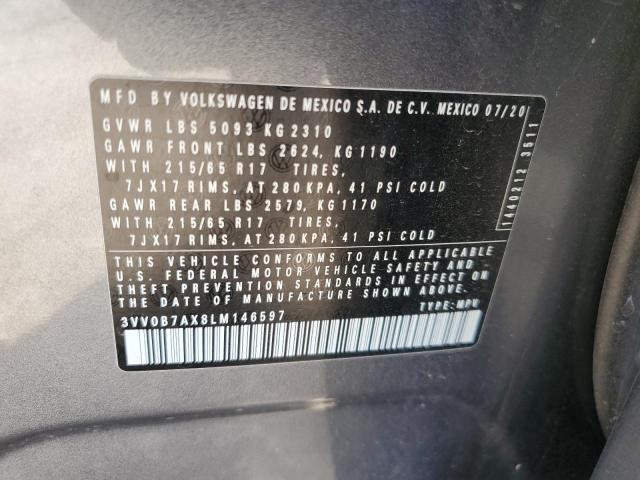 MFD BY VOLKSWAGEN DE MEXICO S.A. DE C.V. MEXICO 07/20
GVWR LBS 5093 KG 2310
GAWR FRONT LBS 2624, KG 1190
WITH 215/65 R17 TIRES,
7JX17 RIMS, AT 280 KPA, 41 PSI COLD
GAWR REAR LBS 2579, KG 1170
WITH 215/65 R17 TIRES,
7JX17 RIMS, AT 280 KPA, 41 PSI COLD
THIS VEHICLE CONFORMS TO ALL APPLICABLE
U.S. FEDERAL MOTOR VEHICLE SAFETY AND
THEFT PREVENTION STANDARDS IN EFFECT ON
THE DATE OF MANUFACTURE SHOWN ABOVE.
3VV0B7AX8LM146597 TYPE: MPV
1440212 3511